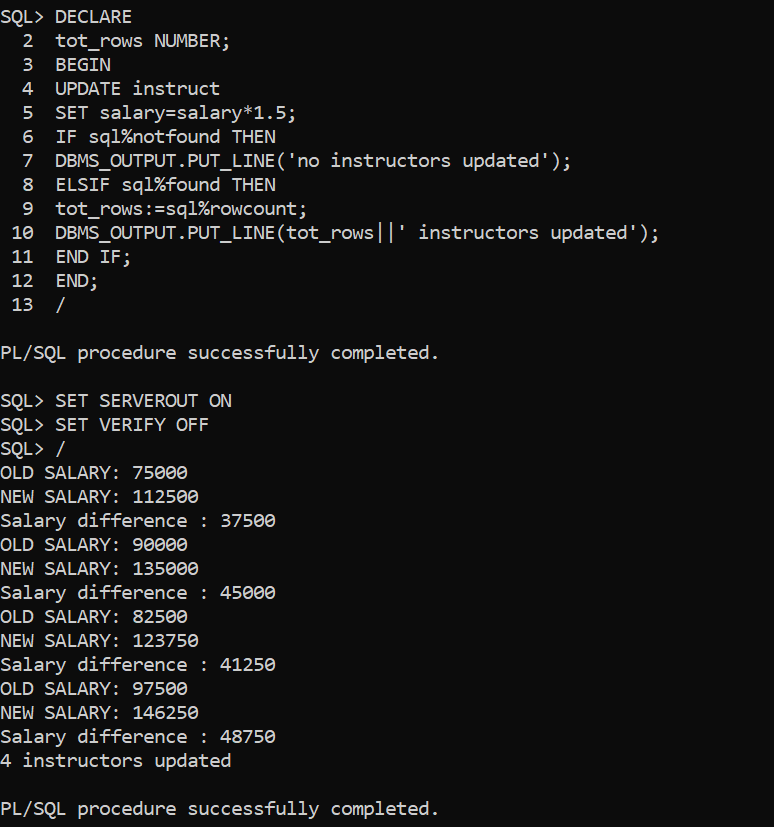 SQL> DECLARE
  2  tot_rows NUMBER;
  3  BEGIN
  4  UPDATE instruct
  5  SET salary=salary*1.5;
  6  IF sql%notfound THEN
  7  DBMS_OUTPUT.PUT_LINE('no instructors updated');
  8  ELSIF sql%found THEN
  9  tot_rows:=sql%rowcount;
 10  DBMS_OUTPUT.PUT_LINE(tot_rows||' instructors updated');
 11  END IF;
 12  END;
 13  /
PL/SQL procedure successfully completed.
SQL> SET SERVEROUT ON
SQL> SET VERIFY OFF
SQL> /
OLD SALARY: 75000
NEW SALARY: 112500
Salary difference : 37500
OLD SALARY: 90000
NEW SALARY: 135000
Salary difference : 45000
OLD SALARY: 82500
NEW SALARY: 123750
Salary difference : 41250
OLD SALARY: 97500
NEW SALARY: 146250
Salary difference : 48750
4 instructors updated
PL/SQL procedure successfully completed.